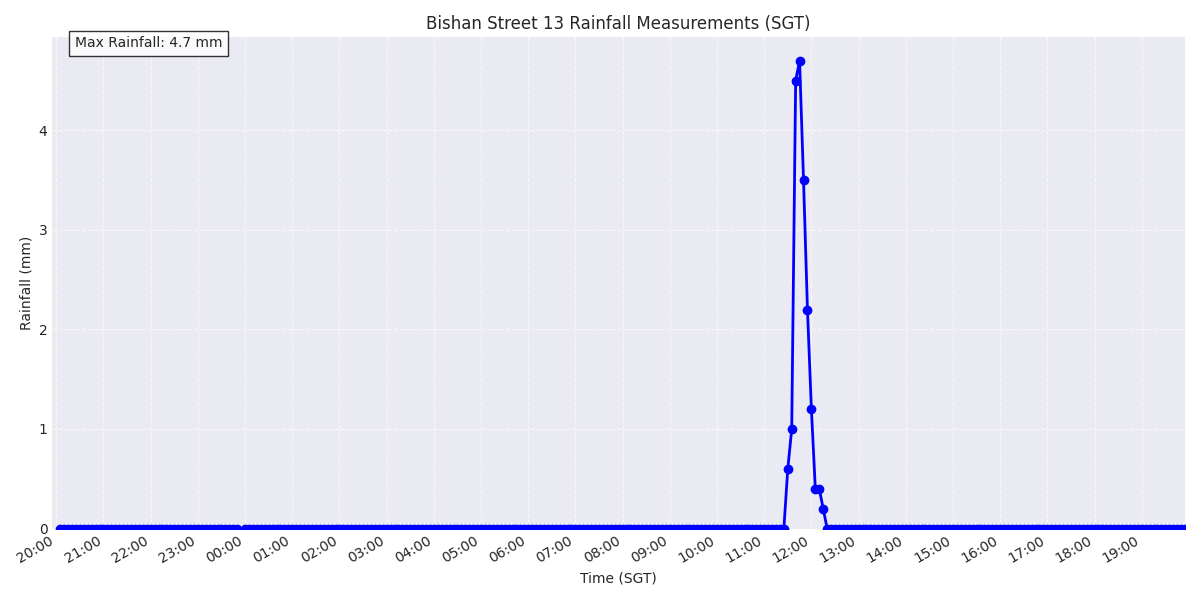 Bishan Street 13 Rainfall Measurements (SGT)
Max Rainfall: 4.7 mm
Rainfall (mm)
4
3
2
1
0
20:00 21:00 22:00 23:00 00:00 01:00 02:00 03:00 04:00 05:00 06:00 07:00 08:00 09:00 10:00 11:00 12:00 13:00 14:00 15:00 16:00 17:00 18:00 19:00
Time (SGT)